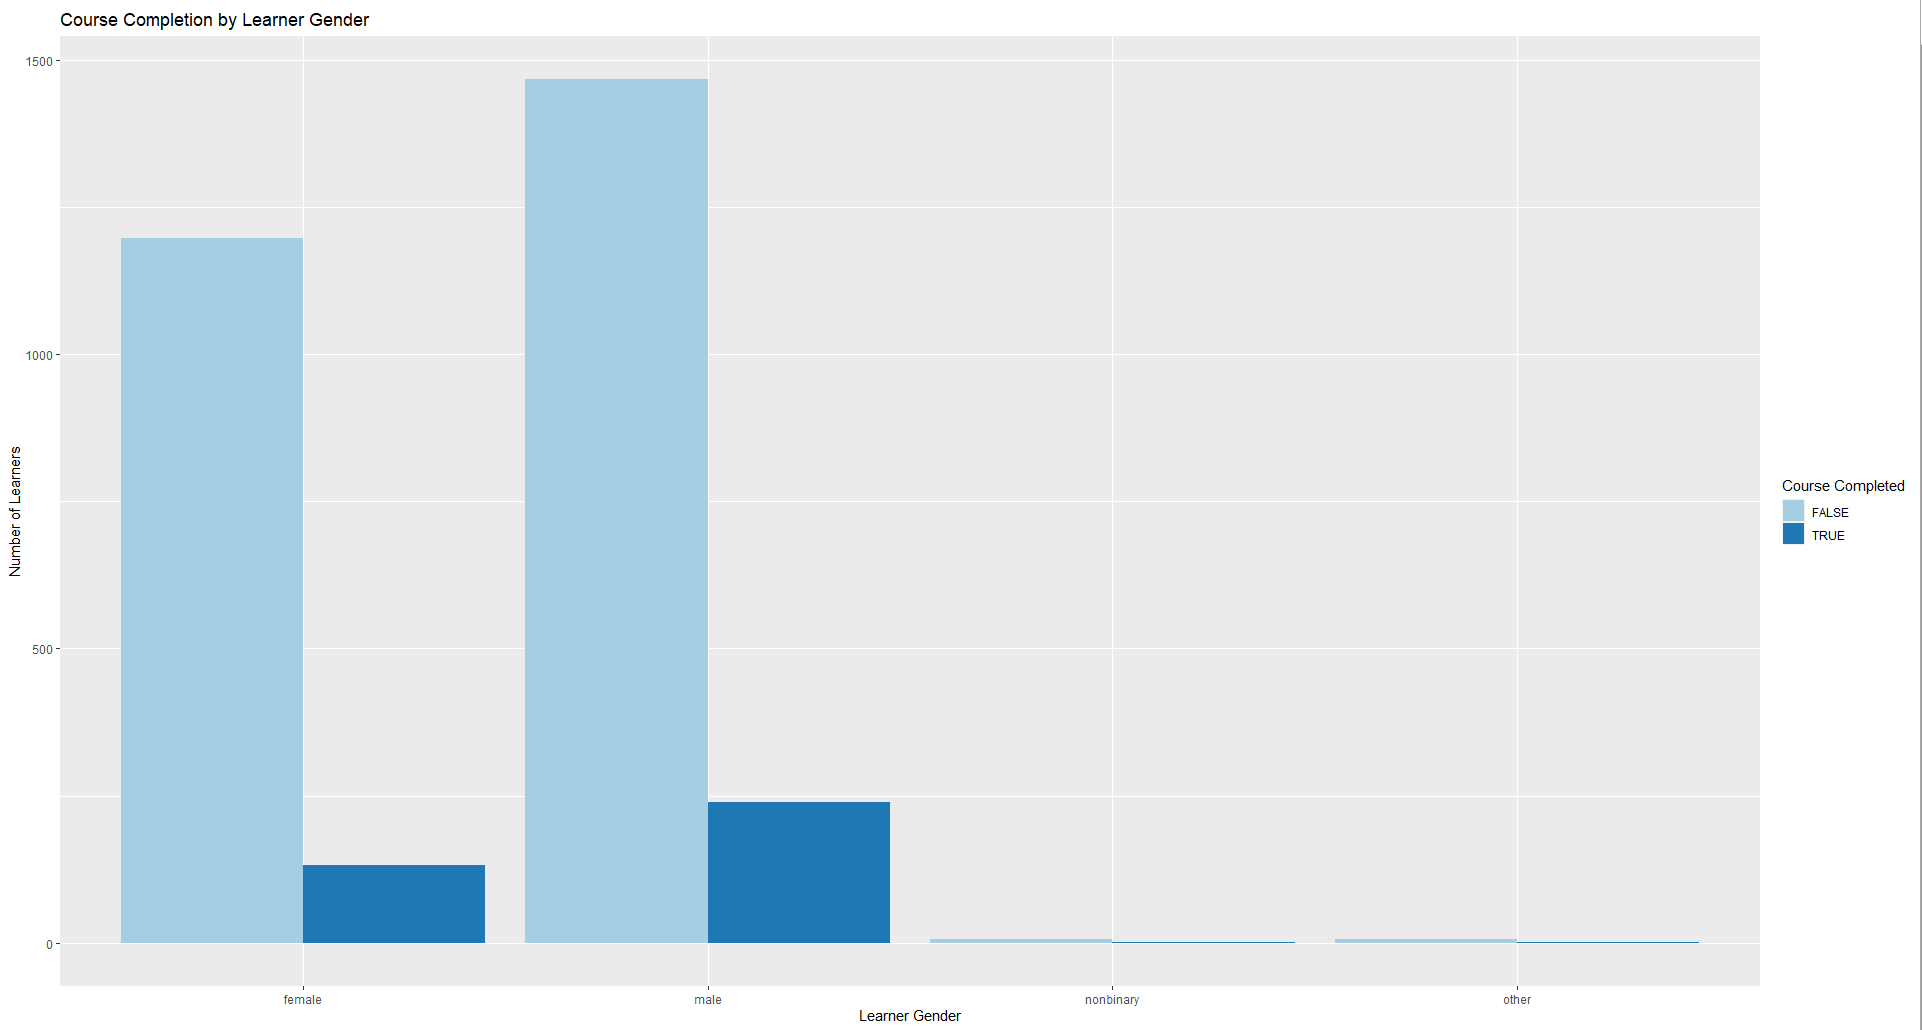 Course Completion by Learner Gender
1500
1000
500
0
Number of Learners
female
male
nonbinary
other
Learner Gender
Course Completed
FALSE
TRUE